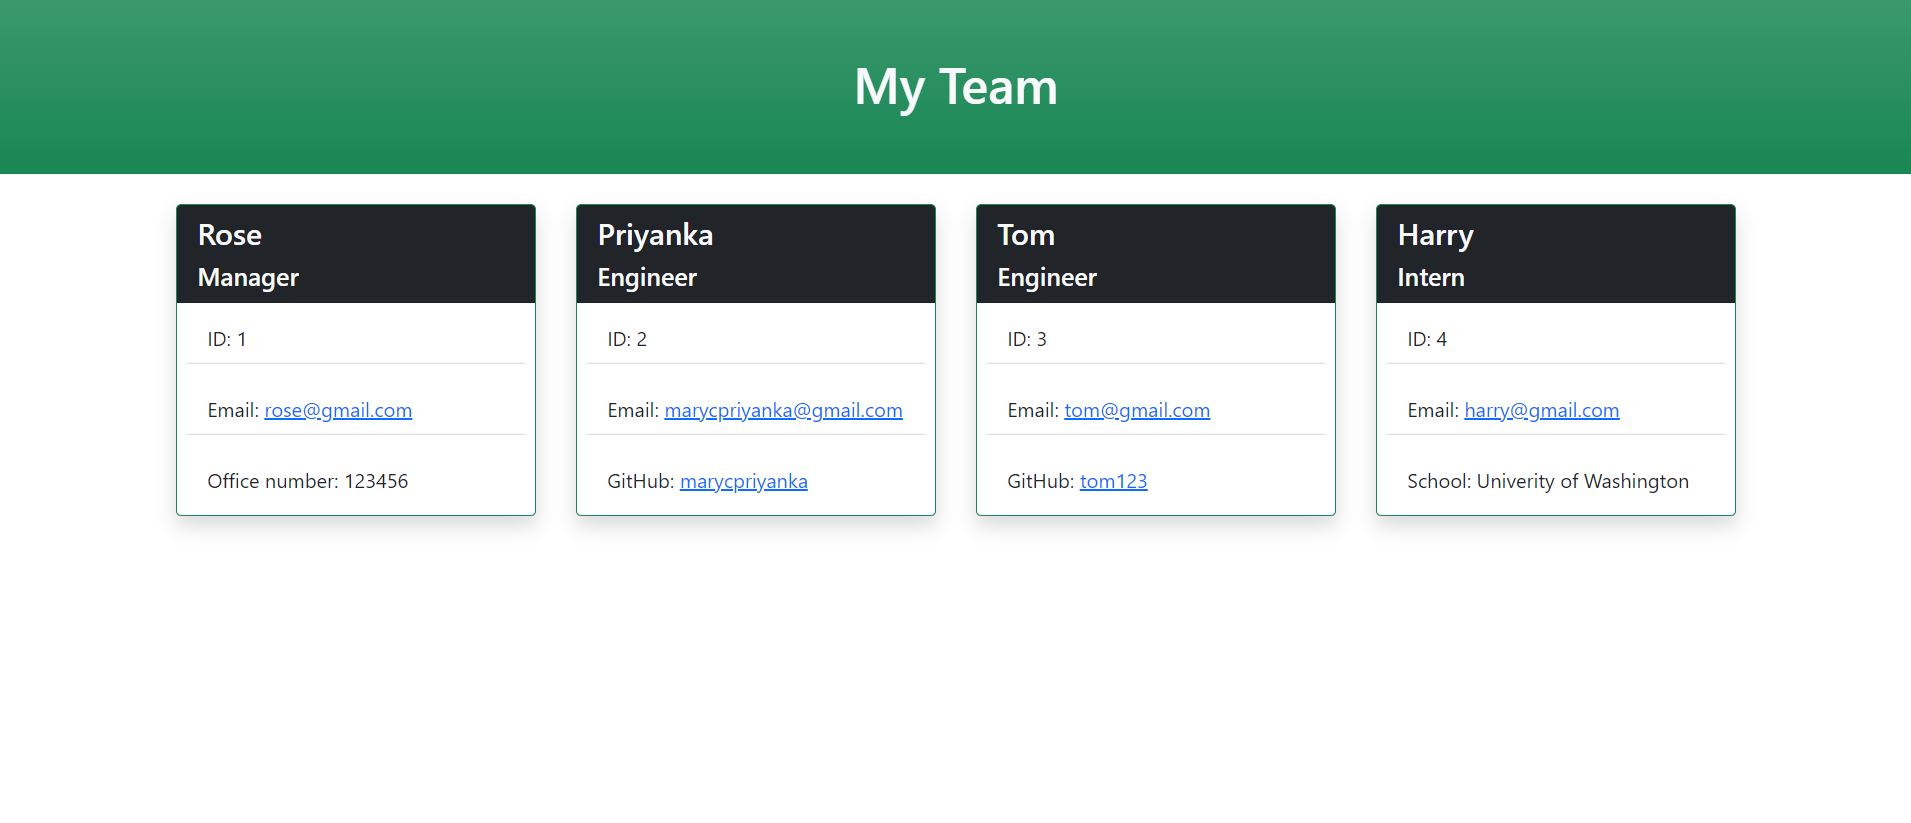 My Team
Rose
Manager
ID: 1
Email: rose@gmail.com
Office number: 123456
Priyanka
Engineer
ID: 2
Email: marycpriyanka@gmail.com
GitHub: marycpriyanka
Tom
Engineer
ID: 3
Email: tom@gmail.com
GitHub: tom123
Harry
Intern
ID: 4
Email: harry@gmail.com
School: Univerity of Washington